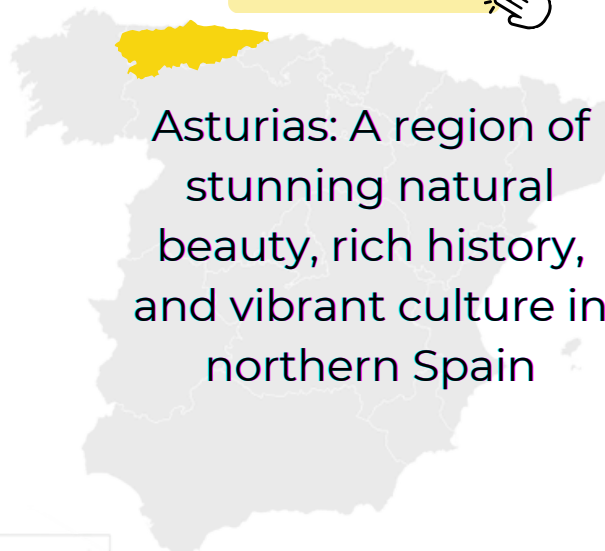 Asturias: A region of
stunning natural
beauty, rich history,
and vibrant culture in
northern Spain